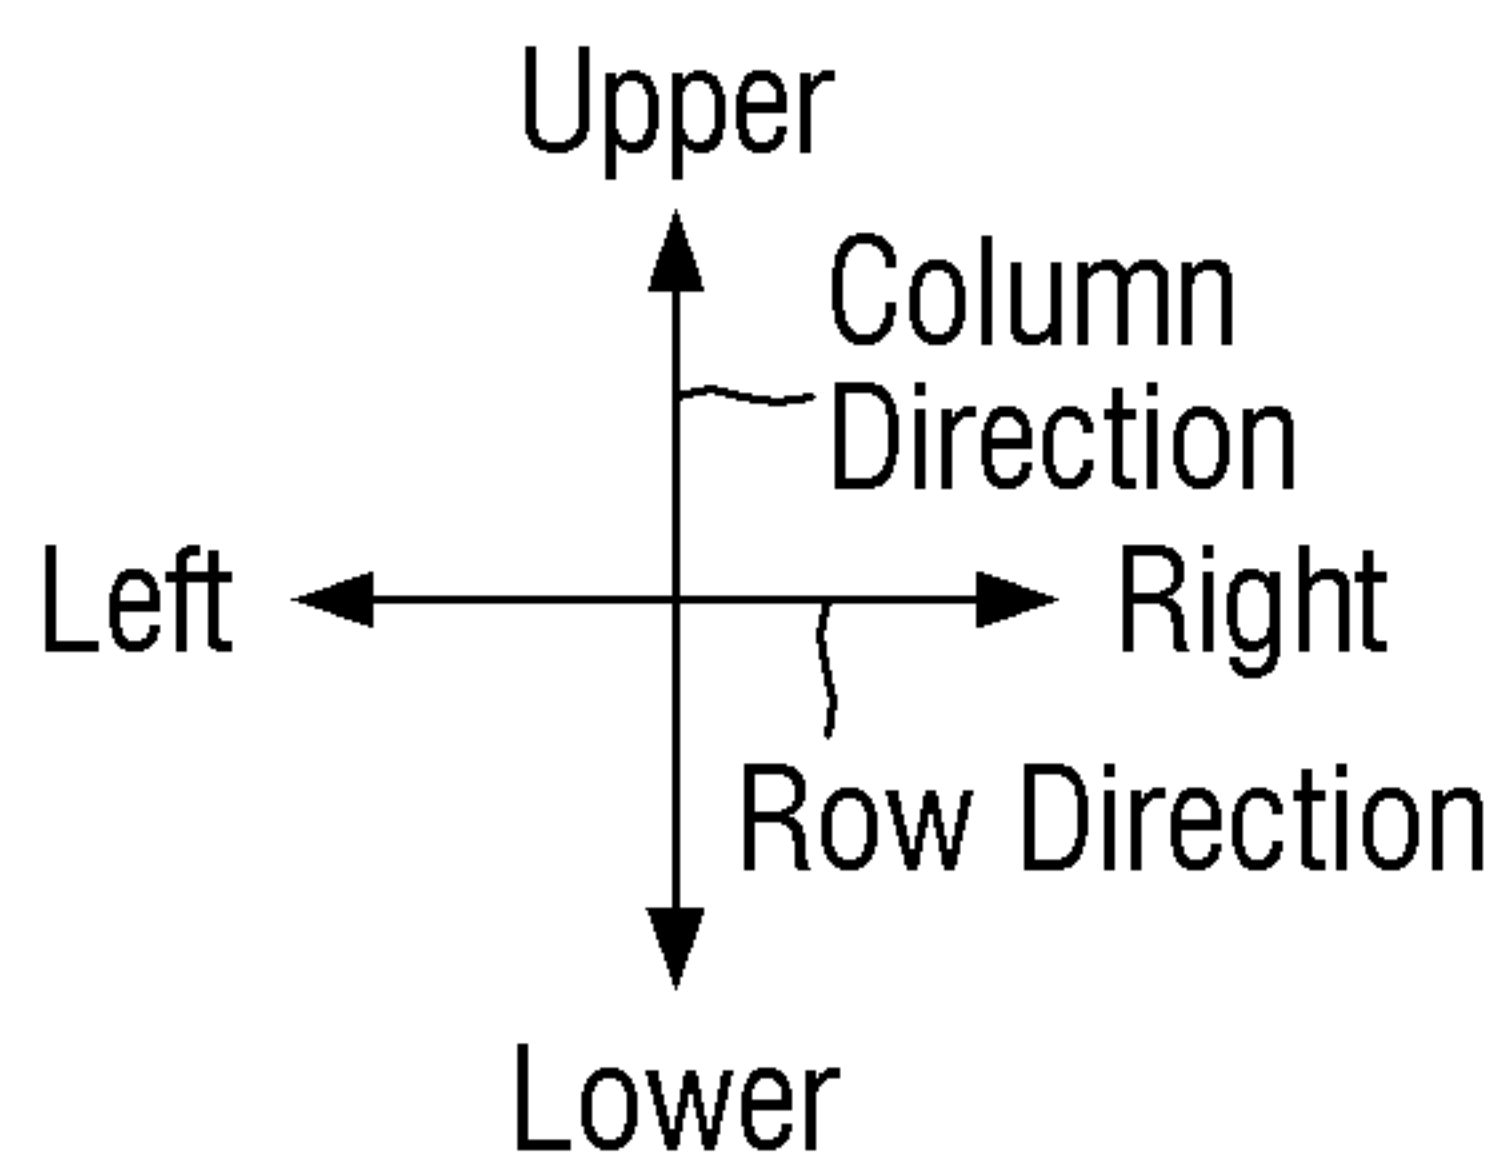 Upper
Column
Direction
Left
Right
Row Direction
Lower